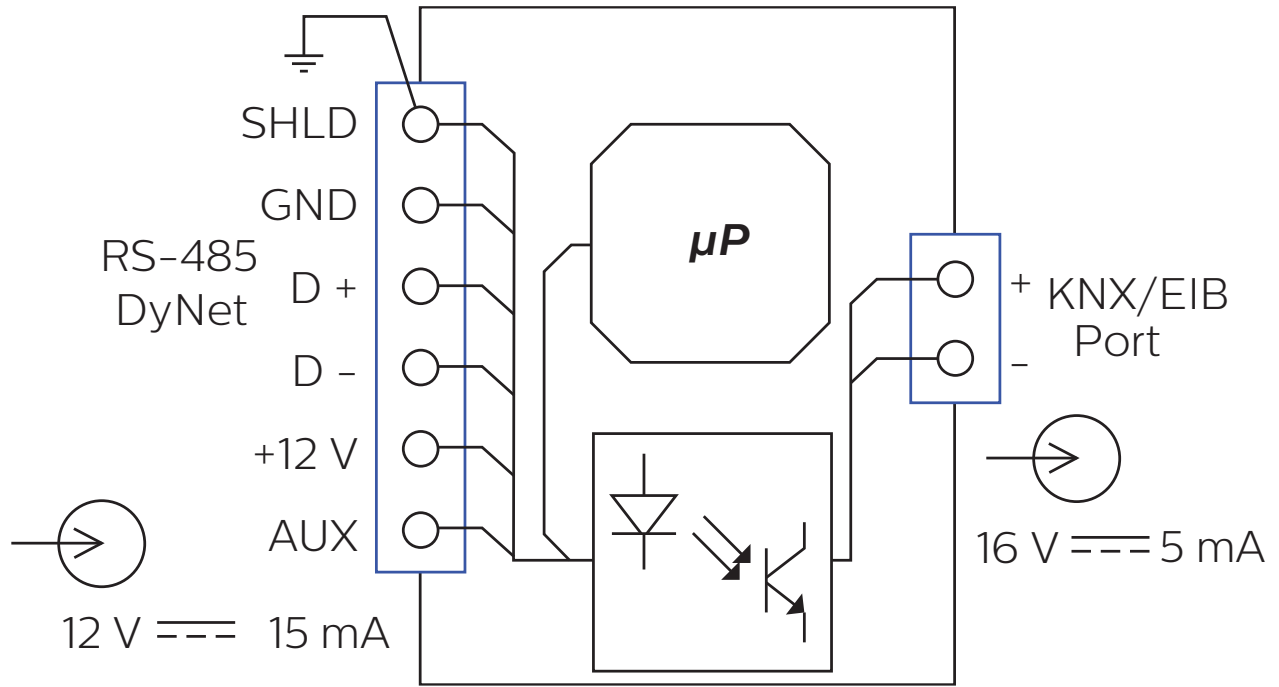 SHLD
GND
RS-485
DyNet
D +
D -
+12 V
AUX
12 V 15 mA
µP
+
-
KNX/EIB
Port
16 V 5 mA